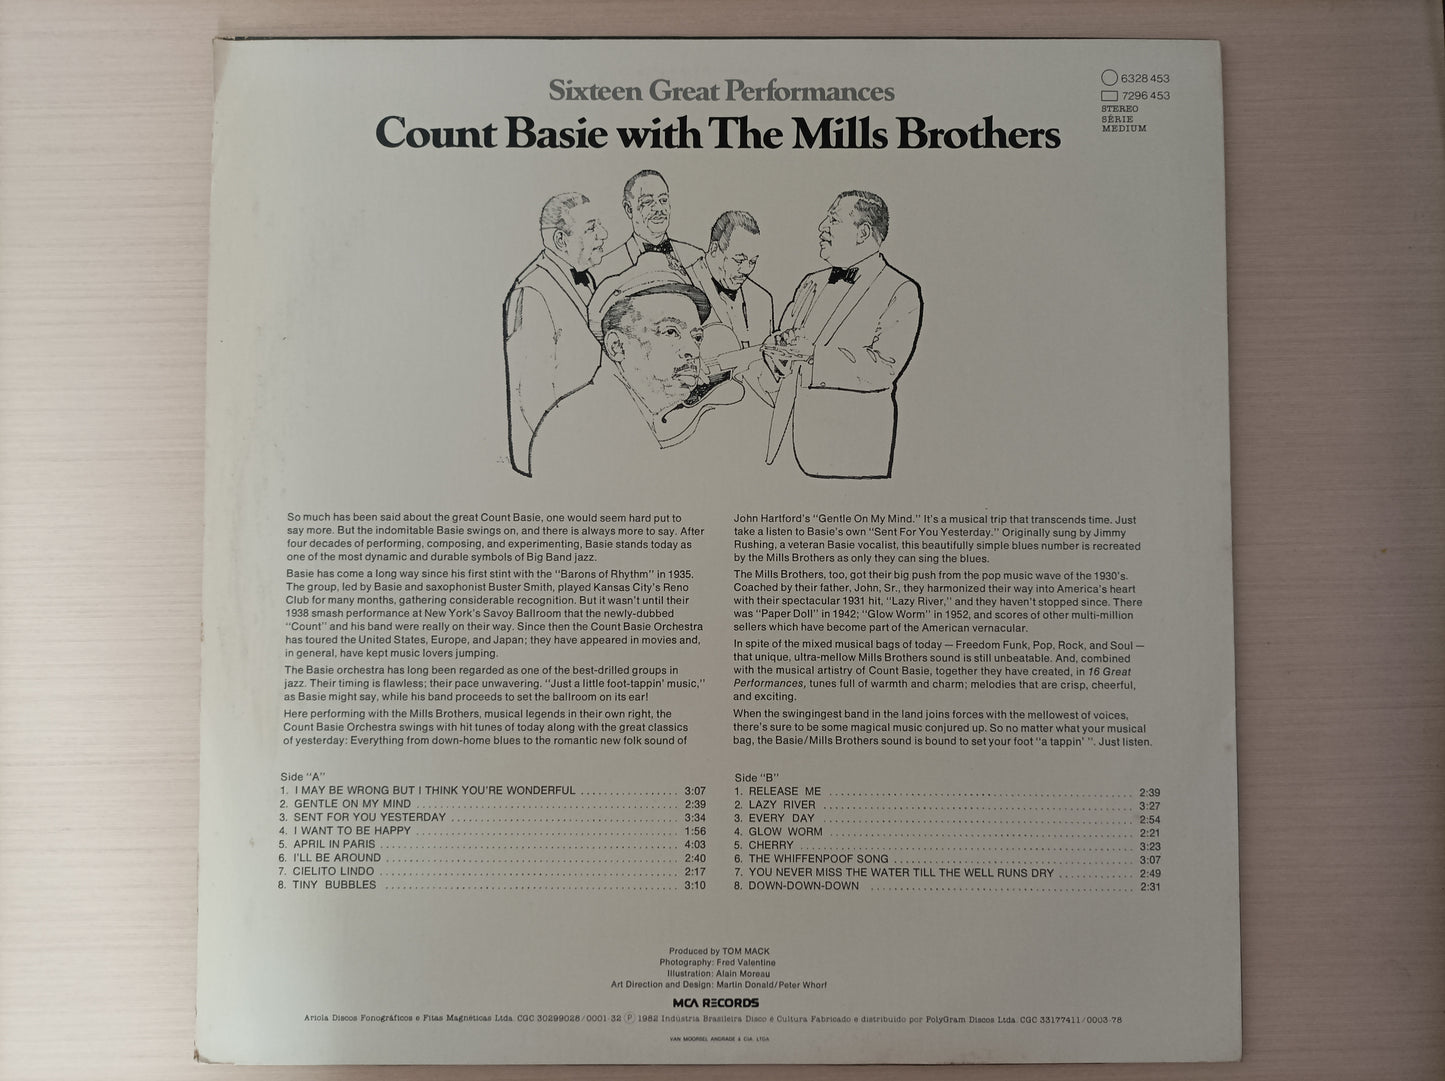 Sixteen Great Performances
Count Basie with The Mills Brothers
6328 453
7296 453
STEREO
SÉRIE
MEDIUM
So much has been said about the great Count Basie, one would seem hard put to
say more. But the indomitable Basie swings on, and there is always more to say. After
four decades of performing, composing, and experimenting, Basie stands today as
one of the most dynamic and durable symbols of Big Band jazz.
Basie has come a long way since his first stint with the "Barons of Rhythm" in 1935.
The group, led by Basie and saxophonist Buster Smith, played Kansas City's Reno
Club for many months, gathering considerable recognition. But it wasn't until their
1938 smash performance at New York's Savoy Ballroom that the newly-dubbed
"Count" and his band were really on their way. Since then the Count Basie Orchestra
has toured the United States, Europe, and Japan; they have appeared in movies and,
in general, have kept music lovers jumping.
The Basie orchestra has long been regarded as one of the best-drilled groups in
jazz. Their timing is flawless; their pace unwavering. "Just a little foot-tappin' music,"
as Basie might say, while his band proceeds to set the ballroom on its ear!
Here performing with the Mills Brothers, musical legends in their own right, the
Count Basie Orchestra swings with hit tunes of today along with the great classics
of yesterday: Everything from down-home blues to the romantic new folk sound of
John Hartford's "Gentle On My Mind." It's a musical trip that transcends time. Just
take a listen to Basie's own "Sent For You Yesterday." Originally sung by Jimmy
Rushing, a veteran Basie vocalist, this beautifully simple blues number is recreated
by the Mills Brothers as only they can sing the blues.
The Mills Brothers, too, got their big push from the pop music wave of the 1930's.
Coached by their father, John, Sr., they harmonized their way into America's heart
with their spectacular 1931 hit, "Lazy River," and they haven't stopped since. There
was "Paper Doll" in 1942; "Glow Worm" in 1952, and scores of other multi-million
sellers which have become part of the American vernacular.
In spite of the mixed musical bags of today — Freedom Funk, Pop, Rock, and Soul —
that unique, ultra-mellow Mills Brothers sound is still unbeatable. And, combined
with the musical artistry of Count Basie, together they have created, in 16 Great
Performances, tunes full of warmth and charm; melodies that are crisp, cheerful,
and exciting.
When the swingingest band in the land joins forces with the mellowest of voices,
there's sure to be some magical music conjured up. So no matter what your musical
bag, the Basie/Mills Brothers sound is bound to set your foot "a tappin' ". Just listen.
Side "A"
1. I MAY BE WRONG BUT I THINK YOU'RE WONDERFUL ................ 3:07
2. GENTLE ON MY MIND ................ 2:39
3. SENT FOR YOU YESTERDAY ................ 3:34
4. I WANT TO BE HAPPY ................ 1:56
5. APRIL IN PARIS ................ 4:03
6. I'LL BE AROUND ................ 2:40
7. CIELITO LINDO ................ 2:17
8. TINY BUBBLES ................ 3:10
Side "B"
1. RELEASE ME ................ 2:39
2. LAZY RIVER ................ 3:27
3. EVERY DAY ................ 2:54
4. GLOW WORM ................ 2:21
5. CHERRY ................ 3:23
6. THE WHIFFENPOOF SONG ................ 3:07
7. YOU NEVER MISS THE WATER TILL THE WELL RUNS DRY ............ 2:49
8. DOWN-DOWN-DOWN ................ 2:31
Produced by TOM MACK
Photography: Fred Valentine
Illustration: Alain Moreau
Art Direction and Design: Martin Donald/Peter Whorf
MCA RECORDS
Ariola Discos Fonográficos e Fitas Magnéticas Ltda. CGC 30299028/0001-32 Ⓟ 1982 Indústria Brasileira Disco é Cultura Fabricado e distribuido por PolyGram Discos Ltda. CGC 33177411/0003-78
VAN MOORSEL, ANDRADE & CIA. LTDA.